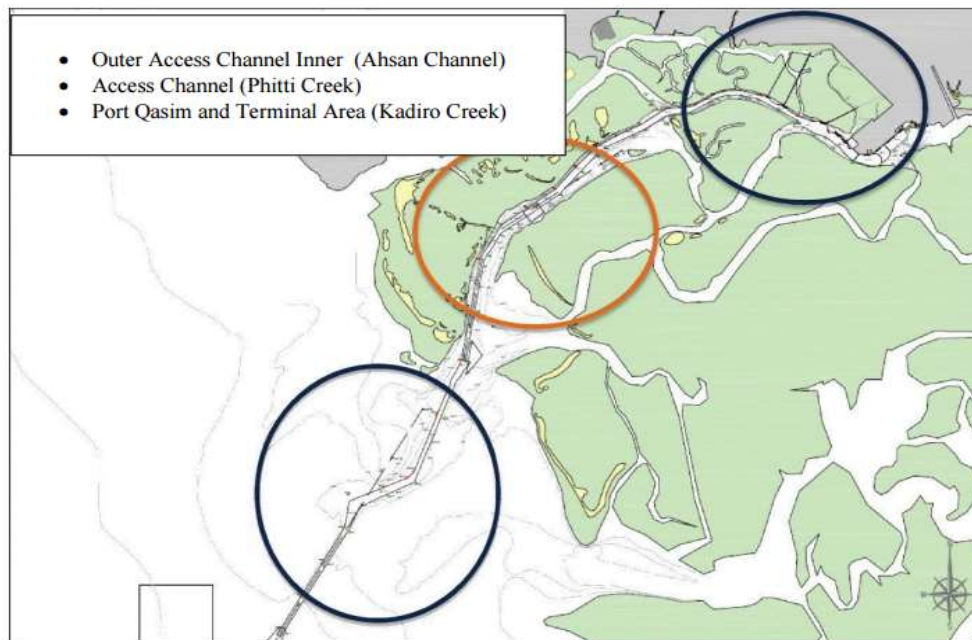 • Outer Access Channel Inner (Ahsan Channel)
• Access Channel (Phitti Creek)
• Port Qasim and Terminal Area (Kadiro Creek)